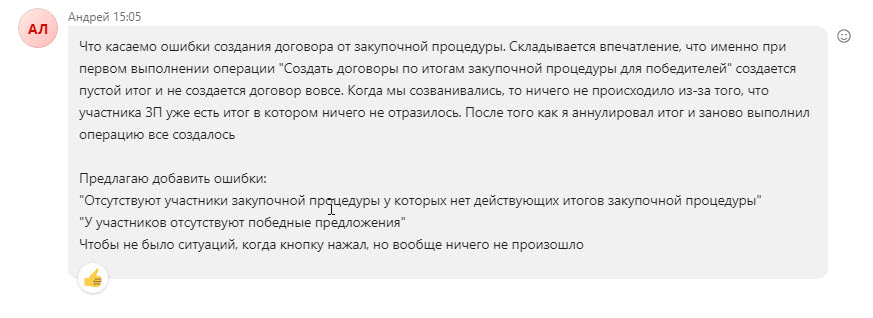 Андрей 15:05
АЛ
Что касаемо ошибки создания договора от закупочной процедуры. Складывается впечатление, что именно при
первом выполнении операции "Создать договоры по итогам закупочной процедуры для победителей" создается
пустой итог и не создается договор вовсе. Когда мы созванивались, то ничего не происходило из-за того, что
участника ЗП уже есть итог в котором ничего не отразилось. После того как я аннулировал итог и заново выполнил
операцию все создалось
Предлагаю добавить ошибки:
"Отсутствуют участники закупочной процедуры у которых нет действующих итогов закупочной процедуры"
"У участников отсутствуют победные предложения"
Чтобы не было ситуаций, когда кнопку нажал, но вообще ничего не произошло